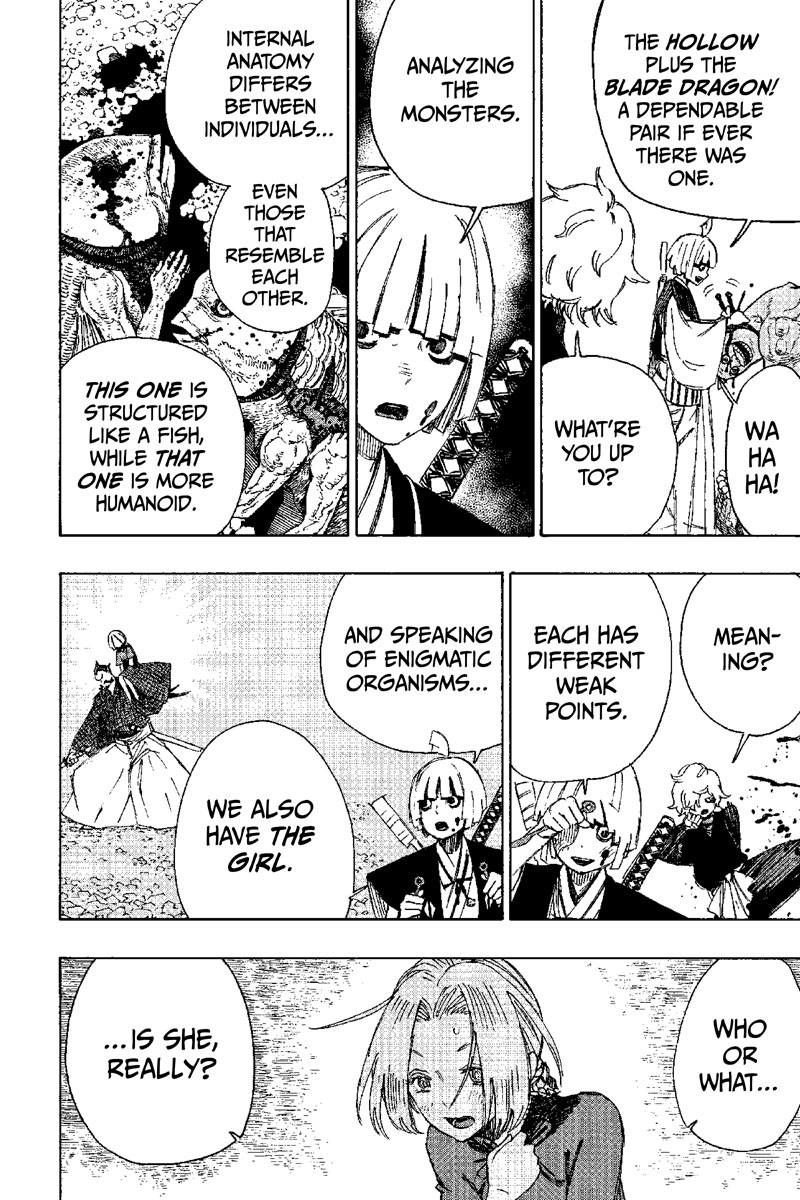 THE HOLLOW
PLUS THE
BLADE DRAGON!
A DEPENDABLE
PAIR IF EVER
THERE WAS
ONE.
WA
HA
HA!
WHAT'RE
YOU UP
TO?
ANALYZING
THE
MONSTERS.
INTERNAL
ANATOMY
DIFFERS
BETWEEN
INDIVIDUALS...
EVEN
THOSE
THAT
RESEMBLE
EACH
OTHER.
THIS ONE IS
STRUCTURED
LIKE A FISH,
WHILE THAT
ONE IS MORE
HUMANOID.
MEAN-
ING?
EACH HAS
DIFFERENT
WEAK
POINTS.
AND SPEAKING
OF ENIGMATIC
ORGANISMS...
WE ALSO
HAVE THE
GIRL.
WHO
OR
WHAT...
...IS SHE,
REALLY?